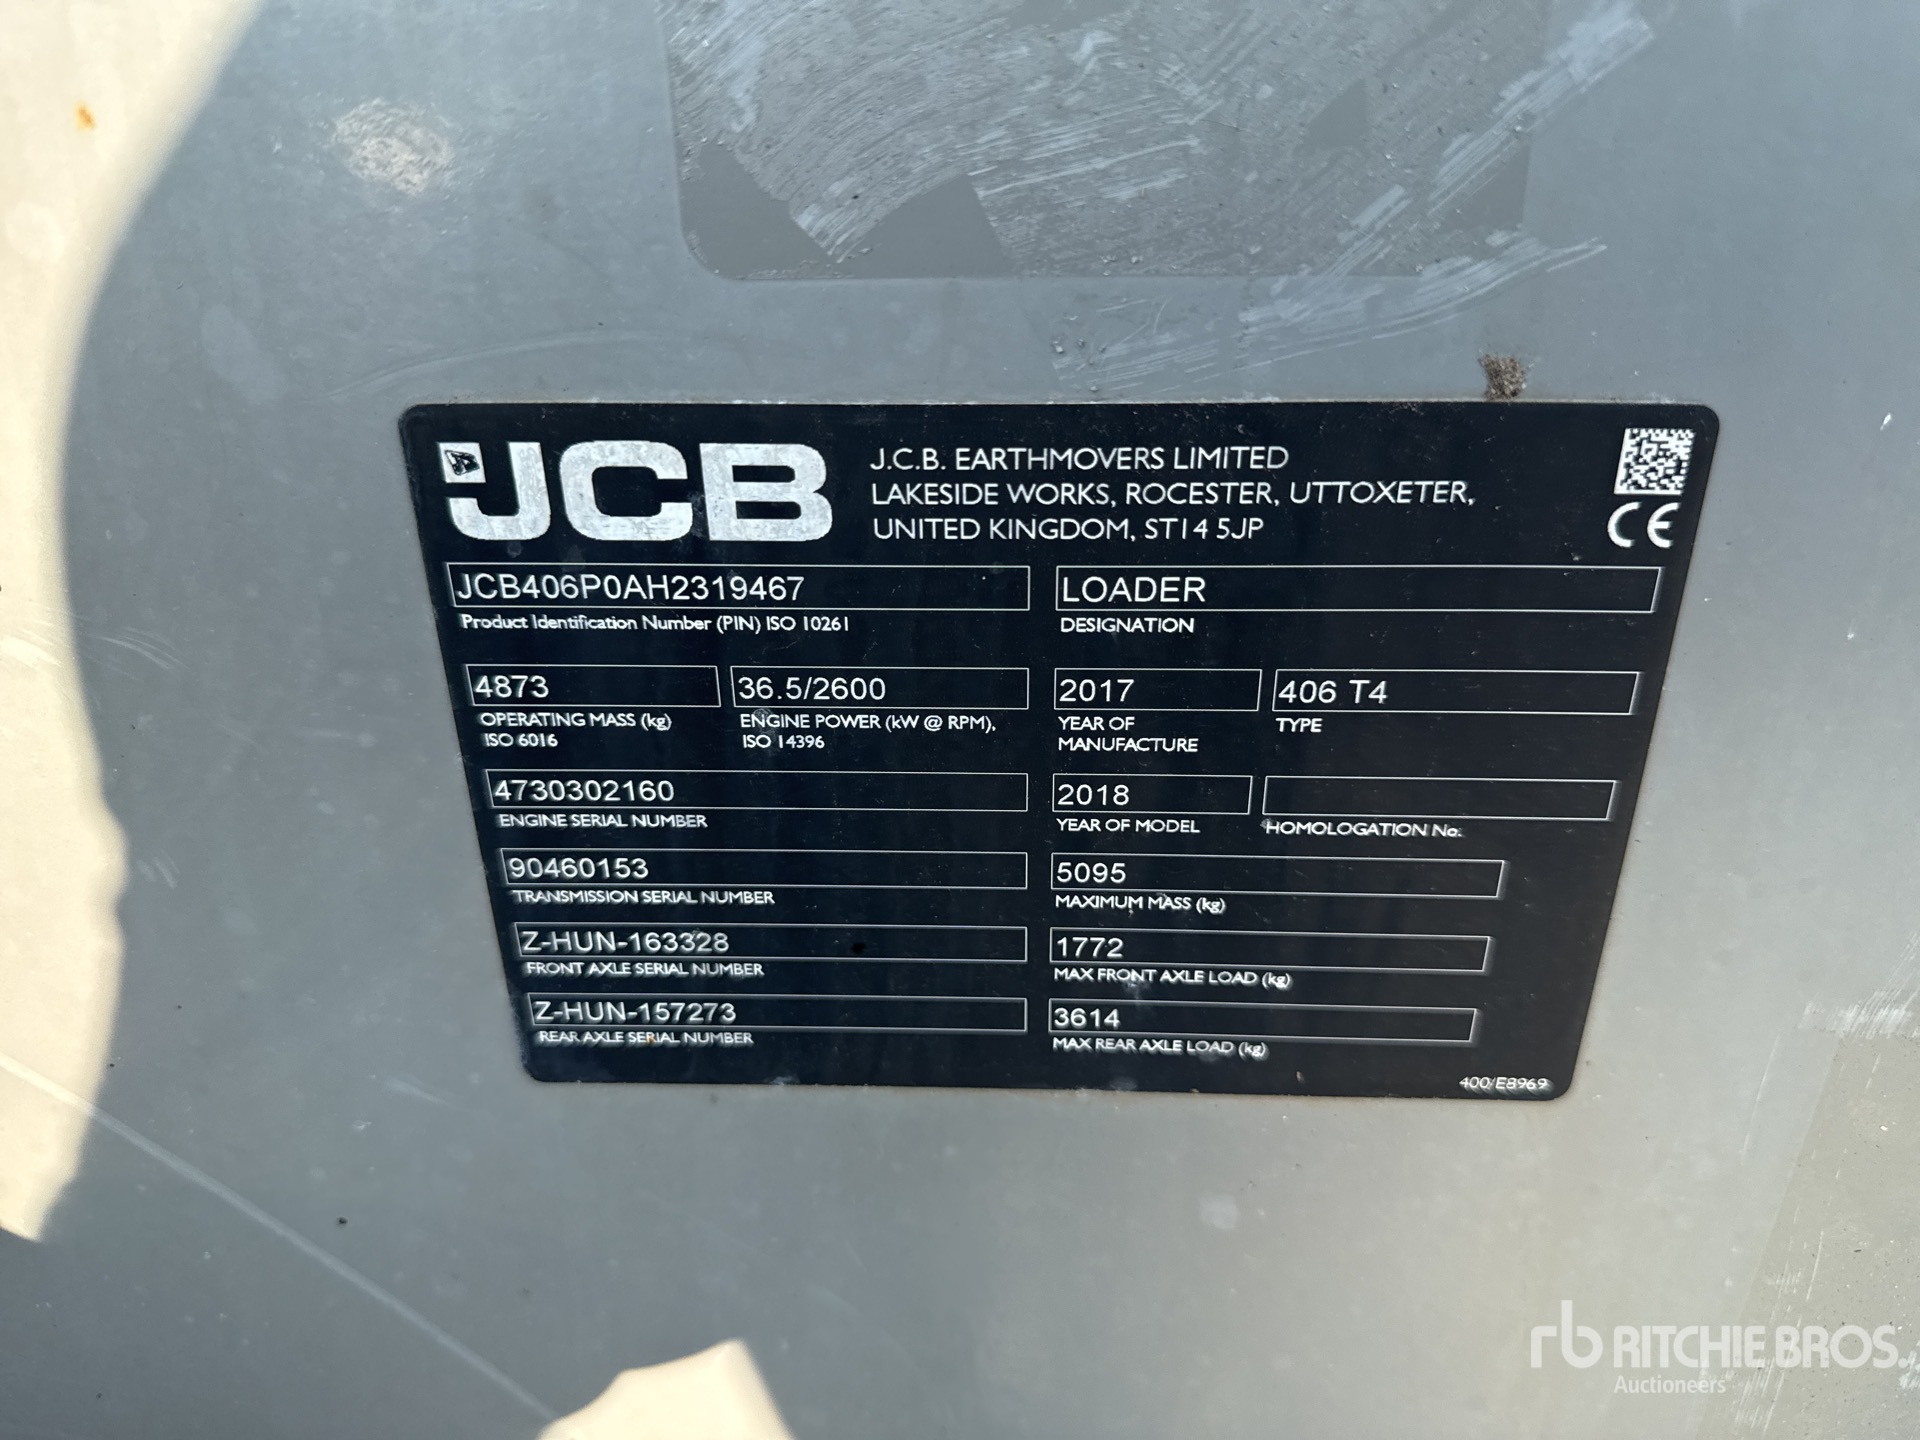 JCB
J.C.B. EARTHMOVERS LIMITED
LAKESIDE WORKS, ROCESTER, UTTOXETER,
UNITED KINGDOM, ST14 5JP
CE
JCB406P0AH2319467
Product Identification Number (PIN) ISO 10261
LOADER
DESIGNATION
4873
OPERATING MASS (kg)
ISO 6016
36.5/2600
ENGINE POWER (kW @ RPM),
ISO 14396
2017
YEAR OF
MANUFACTURE
406 T4
TYPE
4730302160
ENGINE SERIAL NUMBER
2018
YEAR OF MODEL
HOMOLOGATION No.
90460153
TRANSMISSION SERIAL NUMBER
5095
MAXIMUM MASS (kg)
Z-HUN-163328
FRONT AXLE SERIAL NUMBER
1772
MAX FRONT AXLE LOAD (kg)
Z-HUN-157273
REAR AXLE SERIAL NUMBER
3614
MAX REAR AXLE LOAD (kg)
400/E8969
rb RITCHIE BROS.
Auctioneers